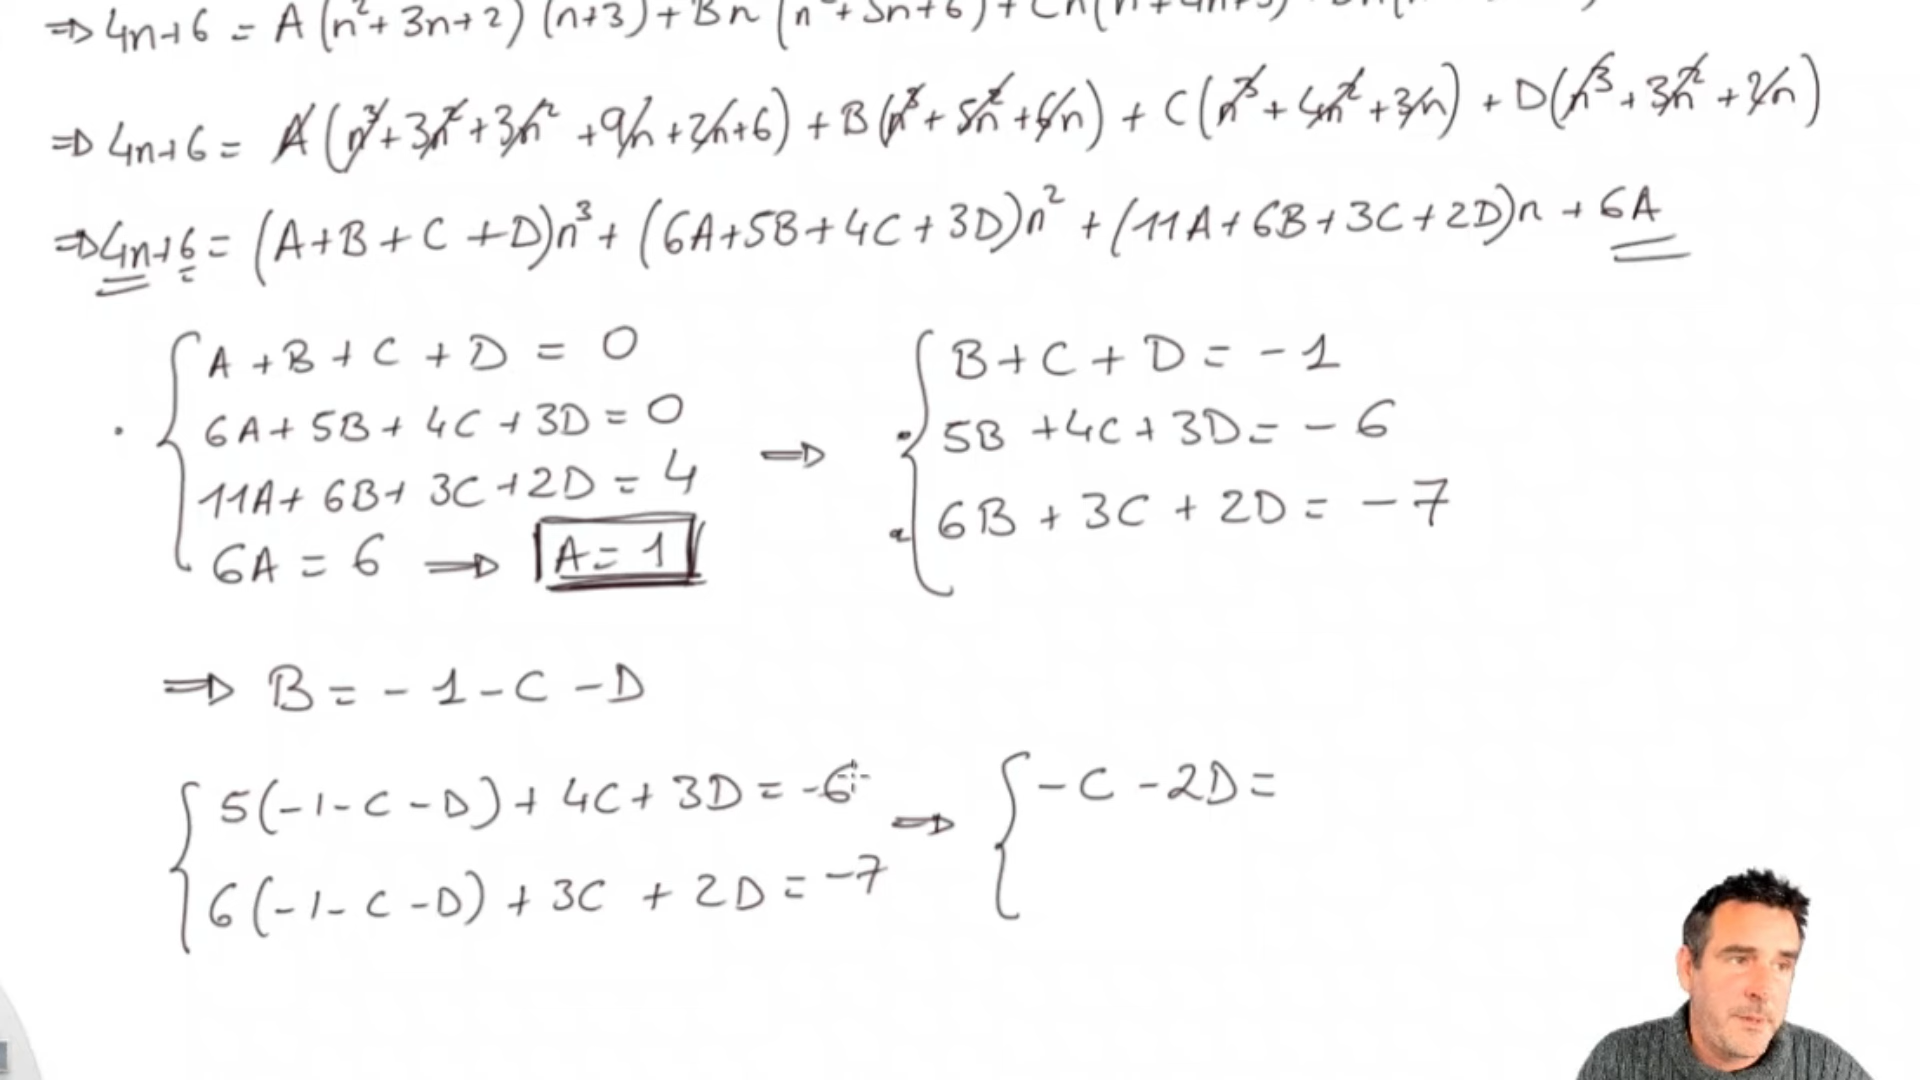 ⇒ 4n+6 = A(n²+3n+2)(n+3) + Bn(n²+5n+6) + Cn(n²+4n+3)
⇒ 4n+6 = A(n³+3n²+3n²+9n+2n+6) + B(n³+5n²+6n) + C(n³+4n²+3n) + D(n³+3n²+2n)
⇒ 4n+6 = (A+B+C+D)n³ + (6A+5B+4C+3D)n² + (11A+6B+3C+2D)n + 6A
A+B+C+D = 0
6A+5B+4C+3D = 0
11A+6B+3C+2D = 4
6A = 6 ⇒ A=1
⇒
B+C+D = -1
5B+4C+3D = -6
6B+3C+2D = -7
⇒ B = -1-C-D
5(-1-C-D)+4C+3D = -6
6(-1-C-D)+3C+2D = -7
⇒
-C-2D =